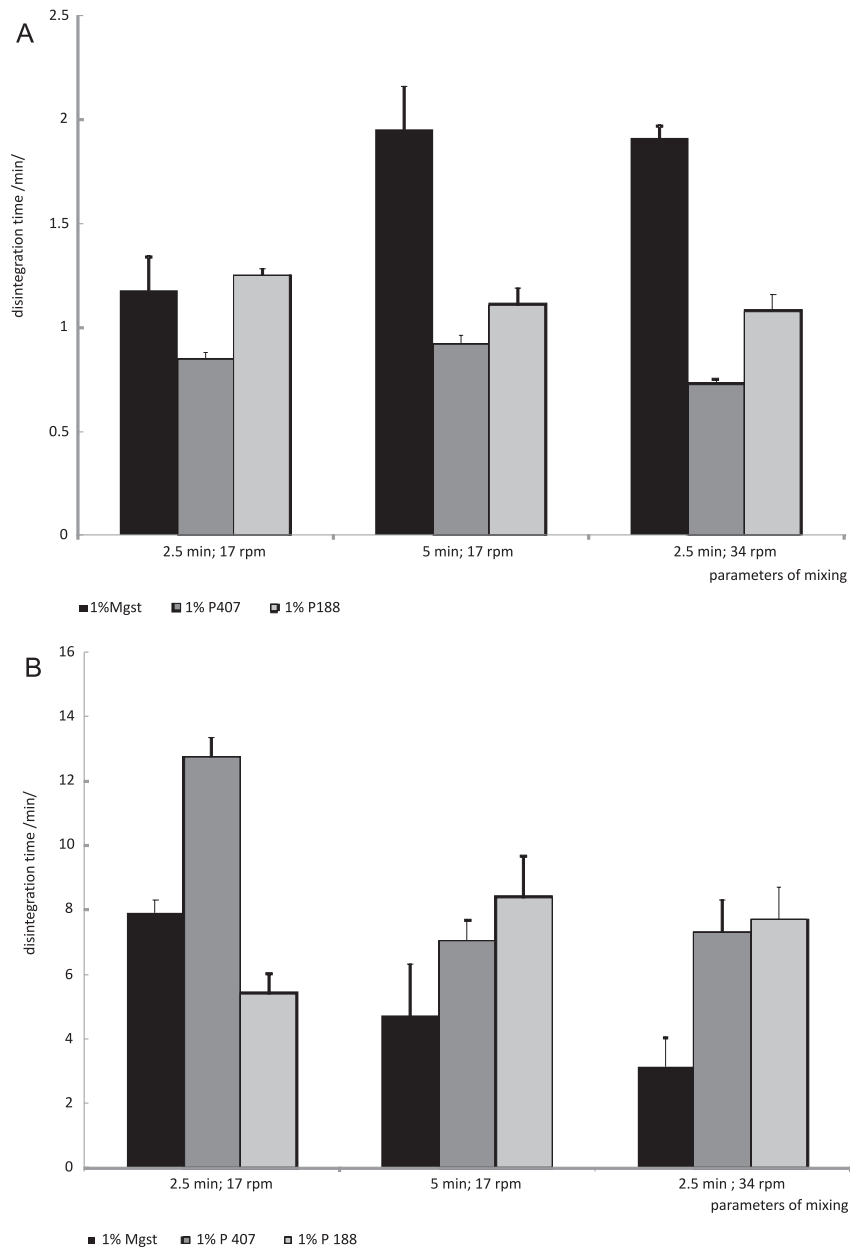 A
disintegration time /min/
2.5
2
1.5
1
0.5
0
2.5 min; 17 rpm 5 min; 17 rpm 2.5 min; 34 rpm
parameters of mixing
1%Mgst 1% P407 1% P188
B
disintegration time /min/
16
14
12
10
8
6
4
2
0
2.5 min; 17 rpm 5 min; 17 rpm 2.5 min ; 34 rpm
parameters of mixing
1% Mgst 1% P 407 1% P 188